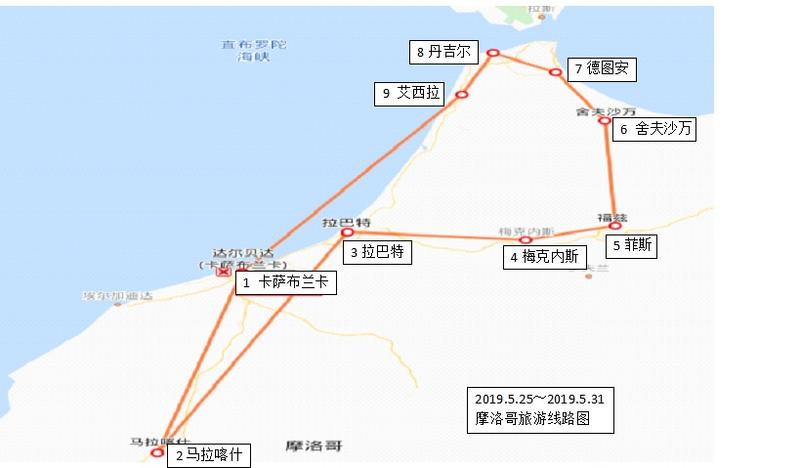 拉斯
直布罗陀
海峡
8 丹吉尔
7 德图安
9 艾西拉
舍夫沙万
6 舍夫沙万
拉巴特
梅克内斯
福兹
3 拉巴特
4 梅克内斯
5 菲斯
达尔贝达
(卡萨布兰卡)
1 卡萨布兰卡
埃尔加迪达
2019.5.25～2019.5.31
摩洛哥旅游线路图
马拉喀什
2 马拉喀什
摩洛哥